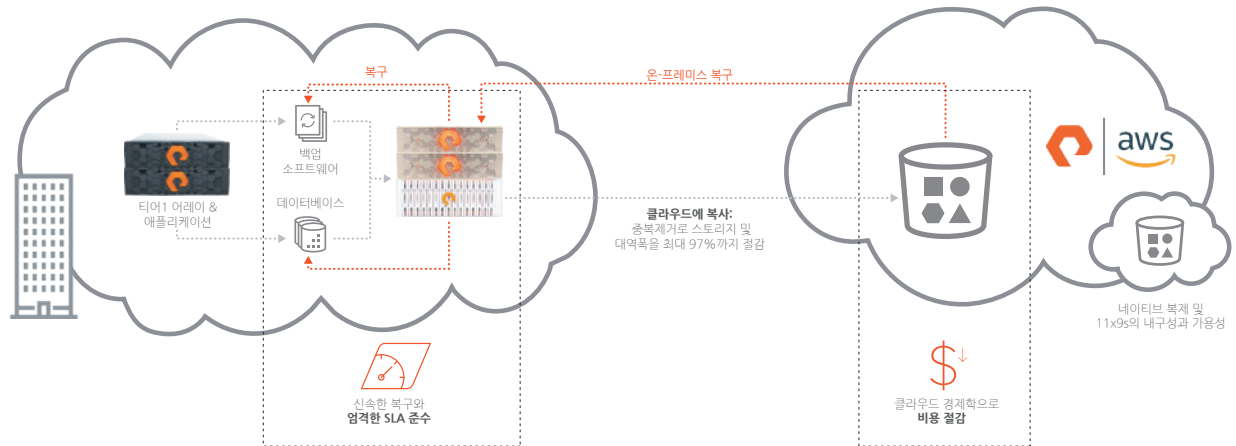 복구
온-프레미스 복구
백업
소프트웨어
aws
티어1 어레이 &
애플리케이션
데이터베이스
클라우드에 복사:
중복제거로 스토리지 및
대역폭을 최대 97%까지 절감
네이티브 복제 및
11x9s의 내구성과 가용성
신속한 복구와
엄격한 SLA 준수
클라우드 경제학으로
비용 절감